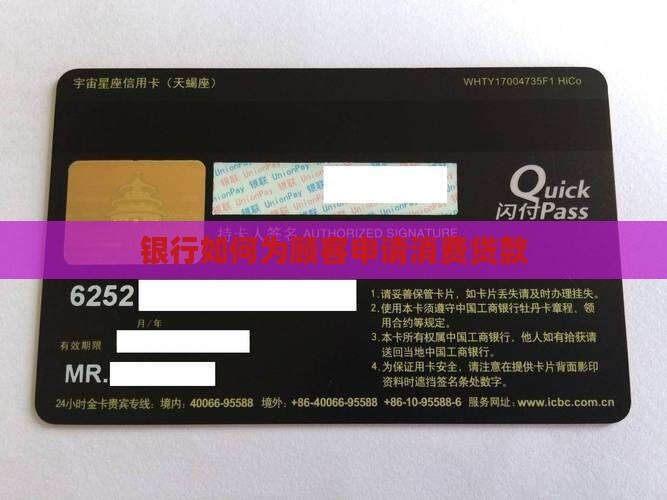 宇宙星座信用卡（天蝎座）
WHTY17004735F1 HiCo
银联 UnionPay 银联 UnionPay 银联 UnionPay
Quick
闪付Pass
持卡人签名 AUTHORIZED SIGNATURE
银行如何为顾客申请消费贷款
6252
月/年
有效期限
MR.
1.请妥善保管卡片，如卡片丢失请及时办理挂失。
2.使用本卡须遵守中国工商银行牡丹卡章程、领
用合约等规定。
3.本卡所有权属中国工商银行，他人如有拾获请
送回当地中国工商银行。
4.为保证用卡安全，请注意在提供卡片背面影印
资料时遮挡签名条处数字。
24小时金卡贵宾专线：境内：40066-95588 境外：+86-40066-95588 +86-10-95588-6 服务网址：www.icbc.com.cn